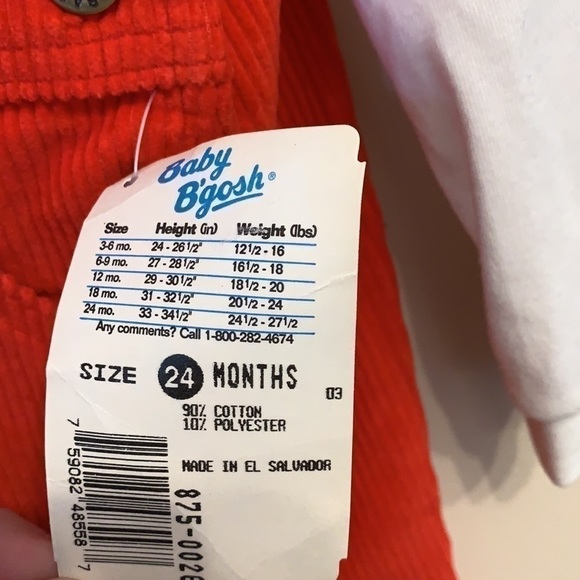 Baby
B'gosh®
Size Height (in) Weight (lbs)
3-6 mo. 24 - 26 1/2" 12 1/2 - 16
6-9 mo. 27 - 28 1/2" 16 1/2 - 18
12 mo. 29 - 30 1/2" 18 1/2 - 20
18 mo. 31 - 32 1/2" 20 1/2 - 24
24 mo. 33 - 34 1/2" 24 1/2 - 27 1/2
Any comments? Call 1-800-282-4674
SIZE 24 MONTHS
03
90% COTTON
10% POLYESTER
MADE IN EL SALVADOR
7 59082 48558 7
875-002